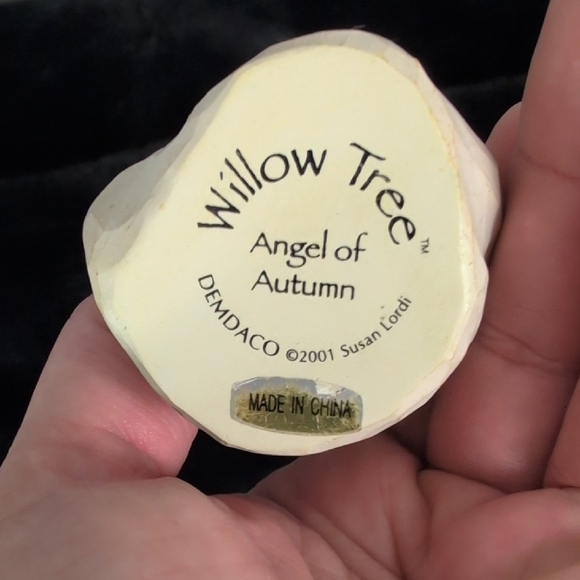 Willow Tree™
Angel of
Autumn
DEMDACO ©2001 Susan Lordi
MADE IN CHINA